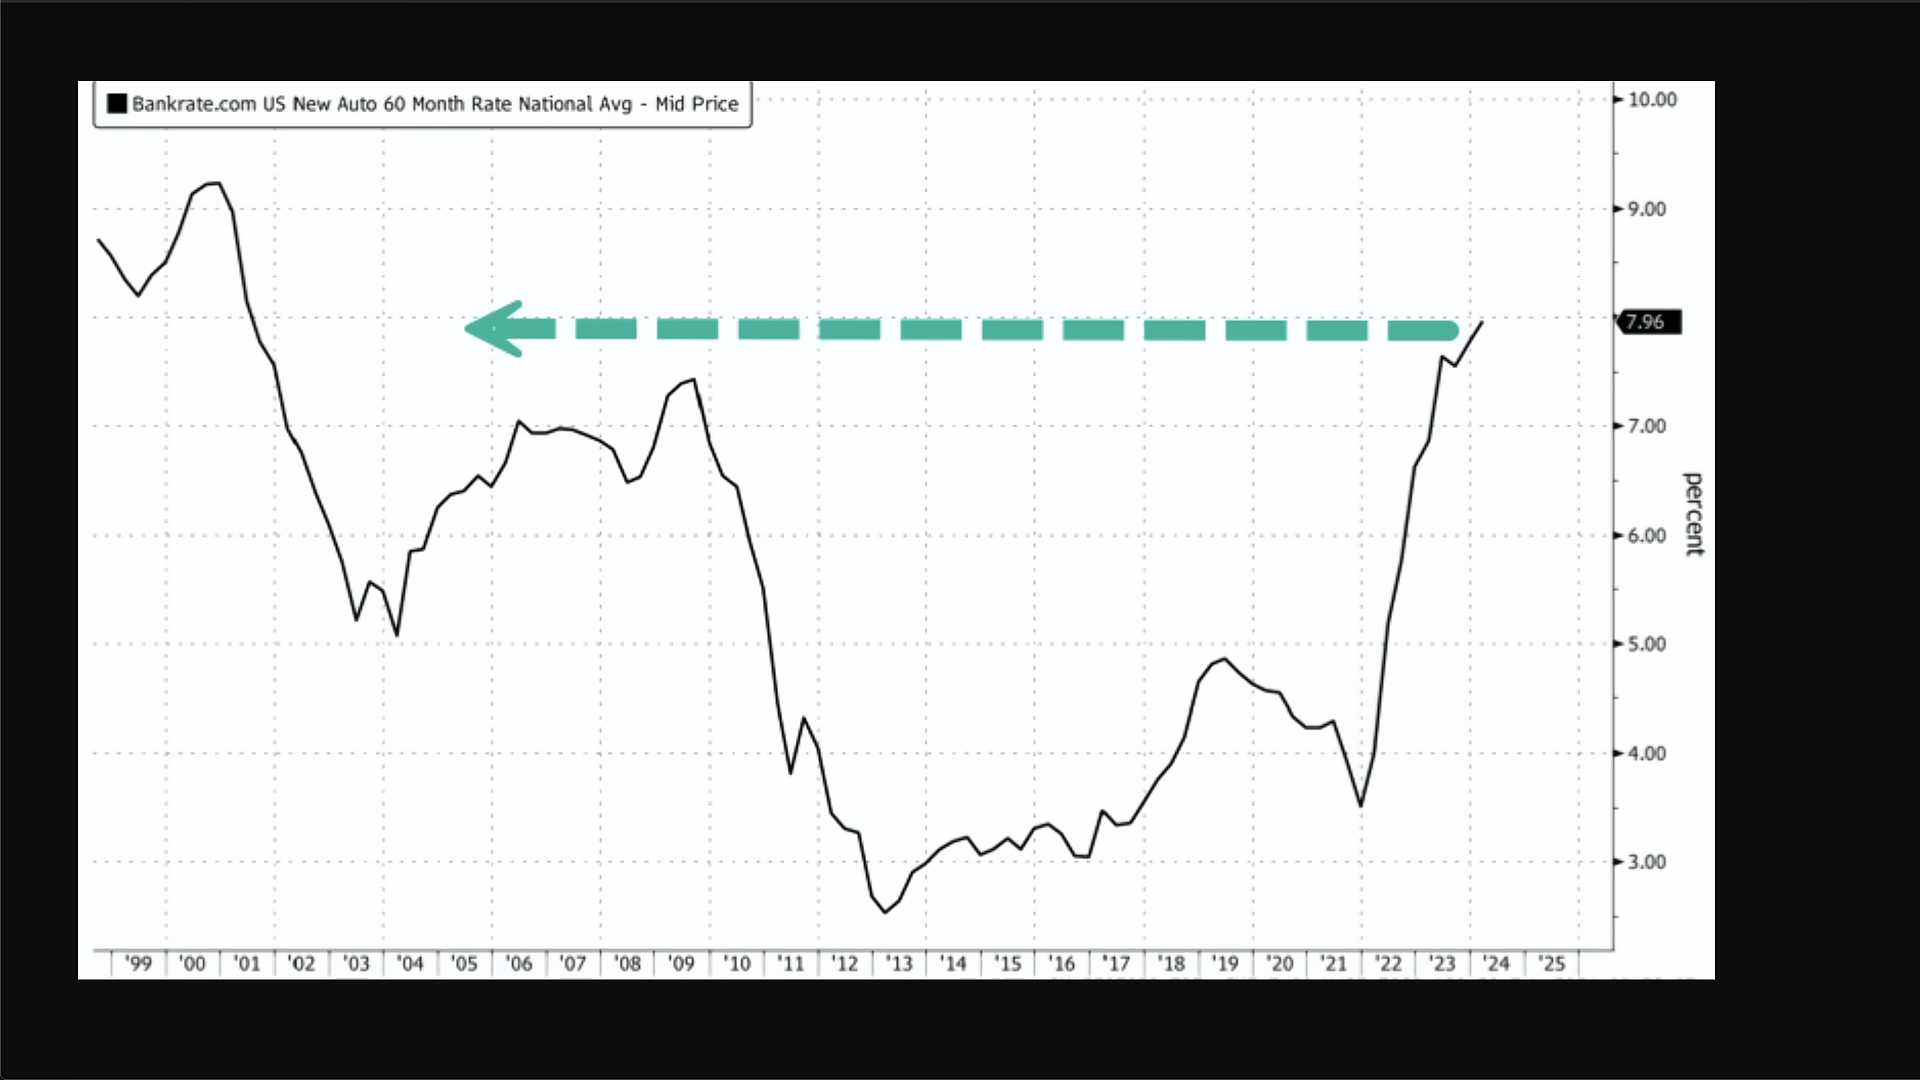 Bankrate.com US New Auto 60 Month Rate National Avg - Mid Price
10.00
9.00
7.96
7.00
6.00
5.00
4.00
3.00
percent
'99 '00 '01 '02 '03 '04 '05 '06 '07 '08 '09 '10 '11 '12 '13 '14 '15 '16 '17 '18 '19 '20 '21 '22 '23 '24 '25